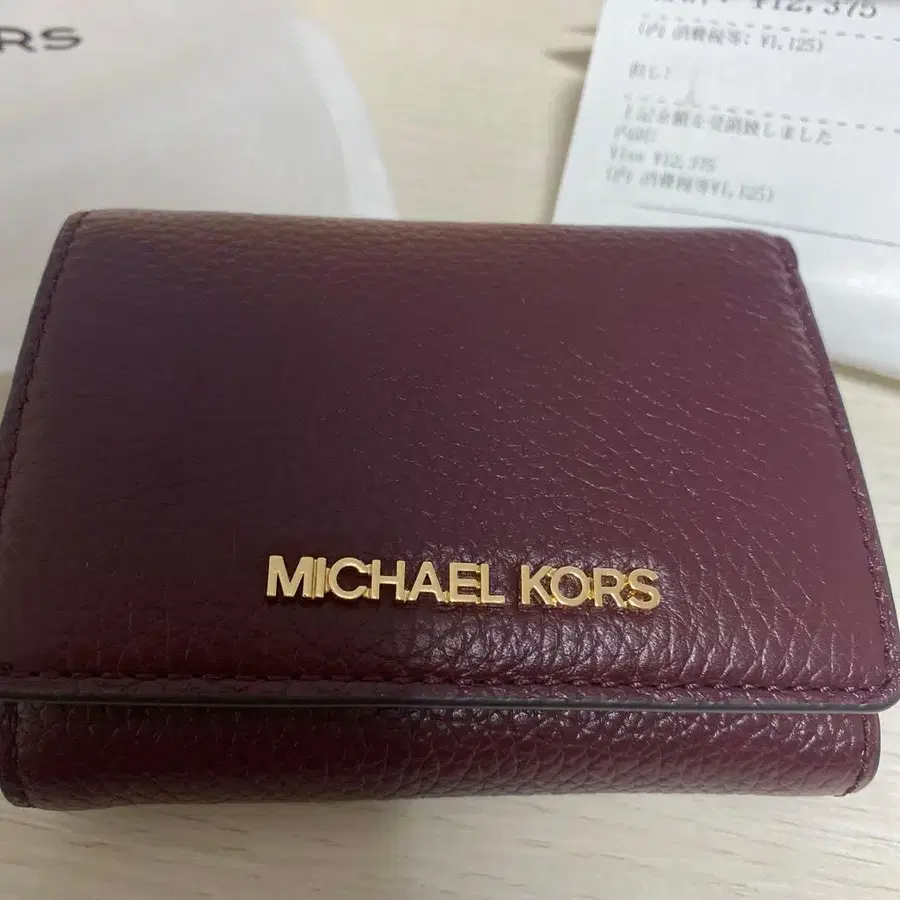 RS
¥12,375
(内 消費税等: ¥1,125)
但し:
上記金額を受領致しました
内訳:
Visa ¥12,375
(内 消費税等¥1,125)
MICHAEL KORS